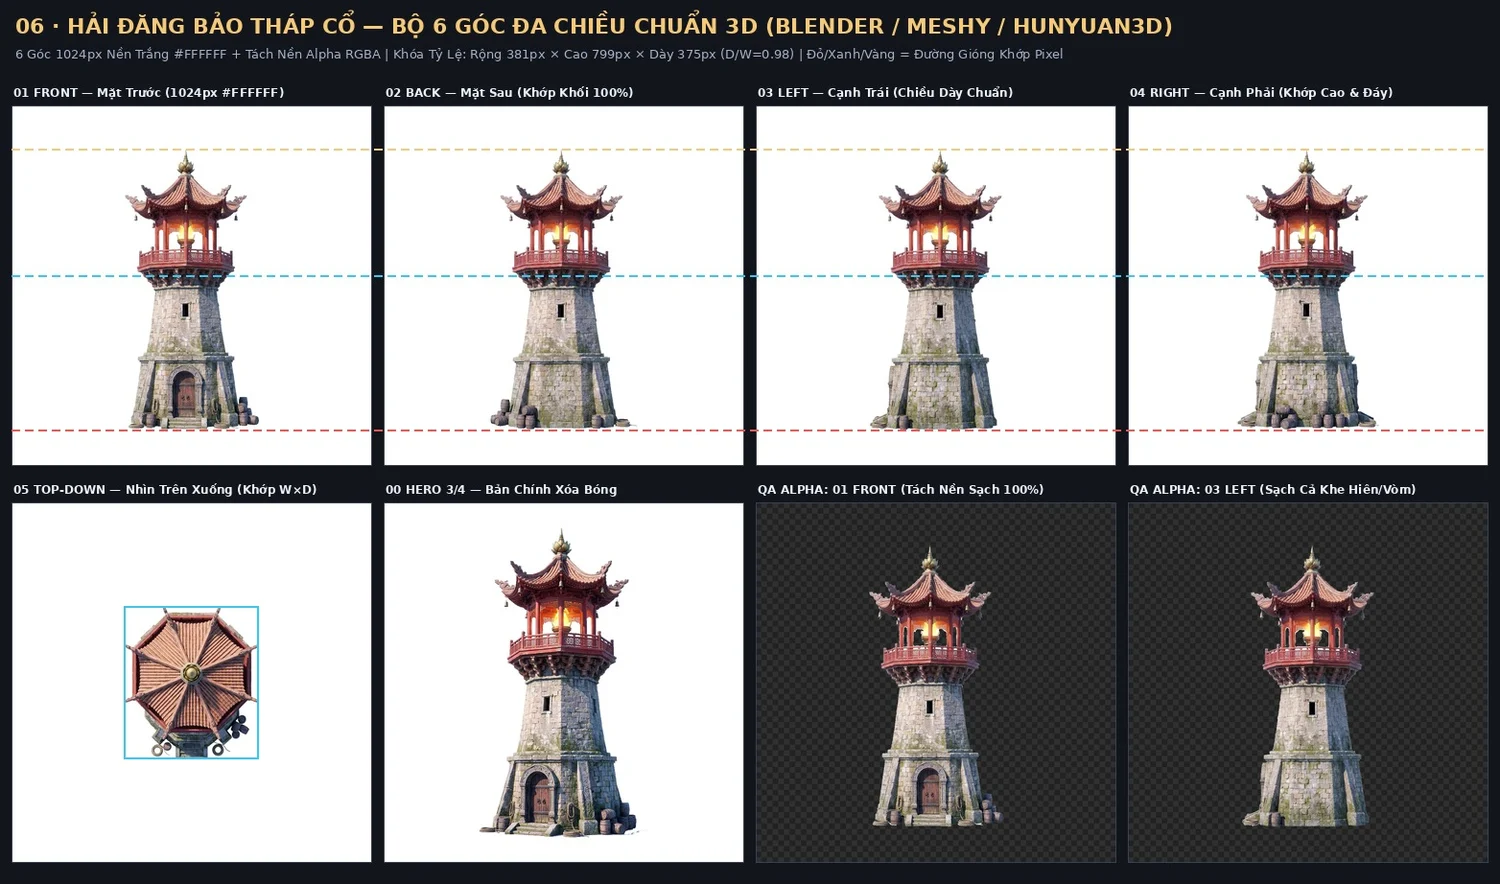 06 · HẢI ĐĂNG BẢO THÁP CỔ — BỘ 6 GÓC ĐA CHIỀU CHUẨN 3D (BLENDER / MESHY / HUNYUAN3D)
6 Góc 1024px Nền Trắng #FFFFFF + Tách Nền Alpha RGBA | Khóa Tỷ Lệ: Rộng 381px × Cao 799px × Dày 375px (D/W=0.98) | Đỏ/Xanh/Vàng = Đường Gióng Khớp Pixel
01 FRONT — Mặt Trước (1024px #FFFFFF)
02 BACK — Mặt Sau (Khớp Khối 100%)
03 LEFT — Cạnh Trái (Chiều Dày Chuẩn)
04 RIGHT — Cạnh Phải (Khớp Cao & Đáy)
05 TOP-DOWN — Nhìn Trên Xuống (Khớp W×D)
00 HERO 3/4 — Bản Chính Xóa Bóng
QA ALPHA: 01 FRONT (Tách Nền Sạch 100%)
QA ALPHA: 03 LEFT (Sạch Cả Khe Hiên/Vòm)